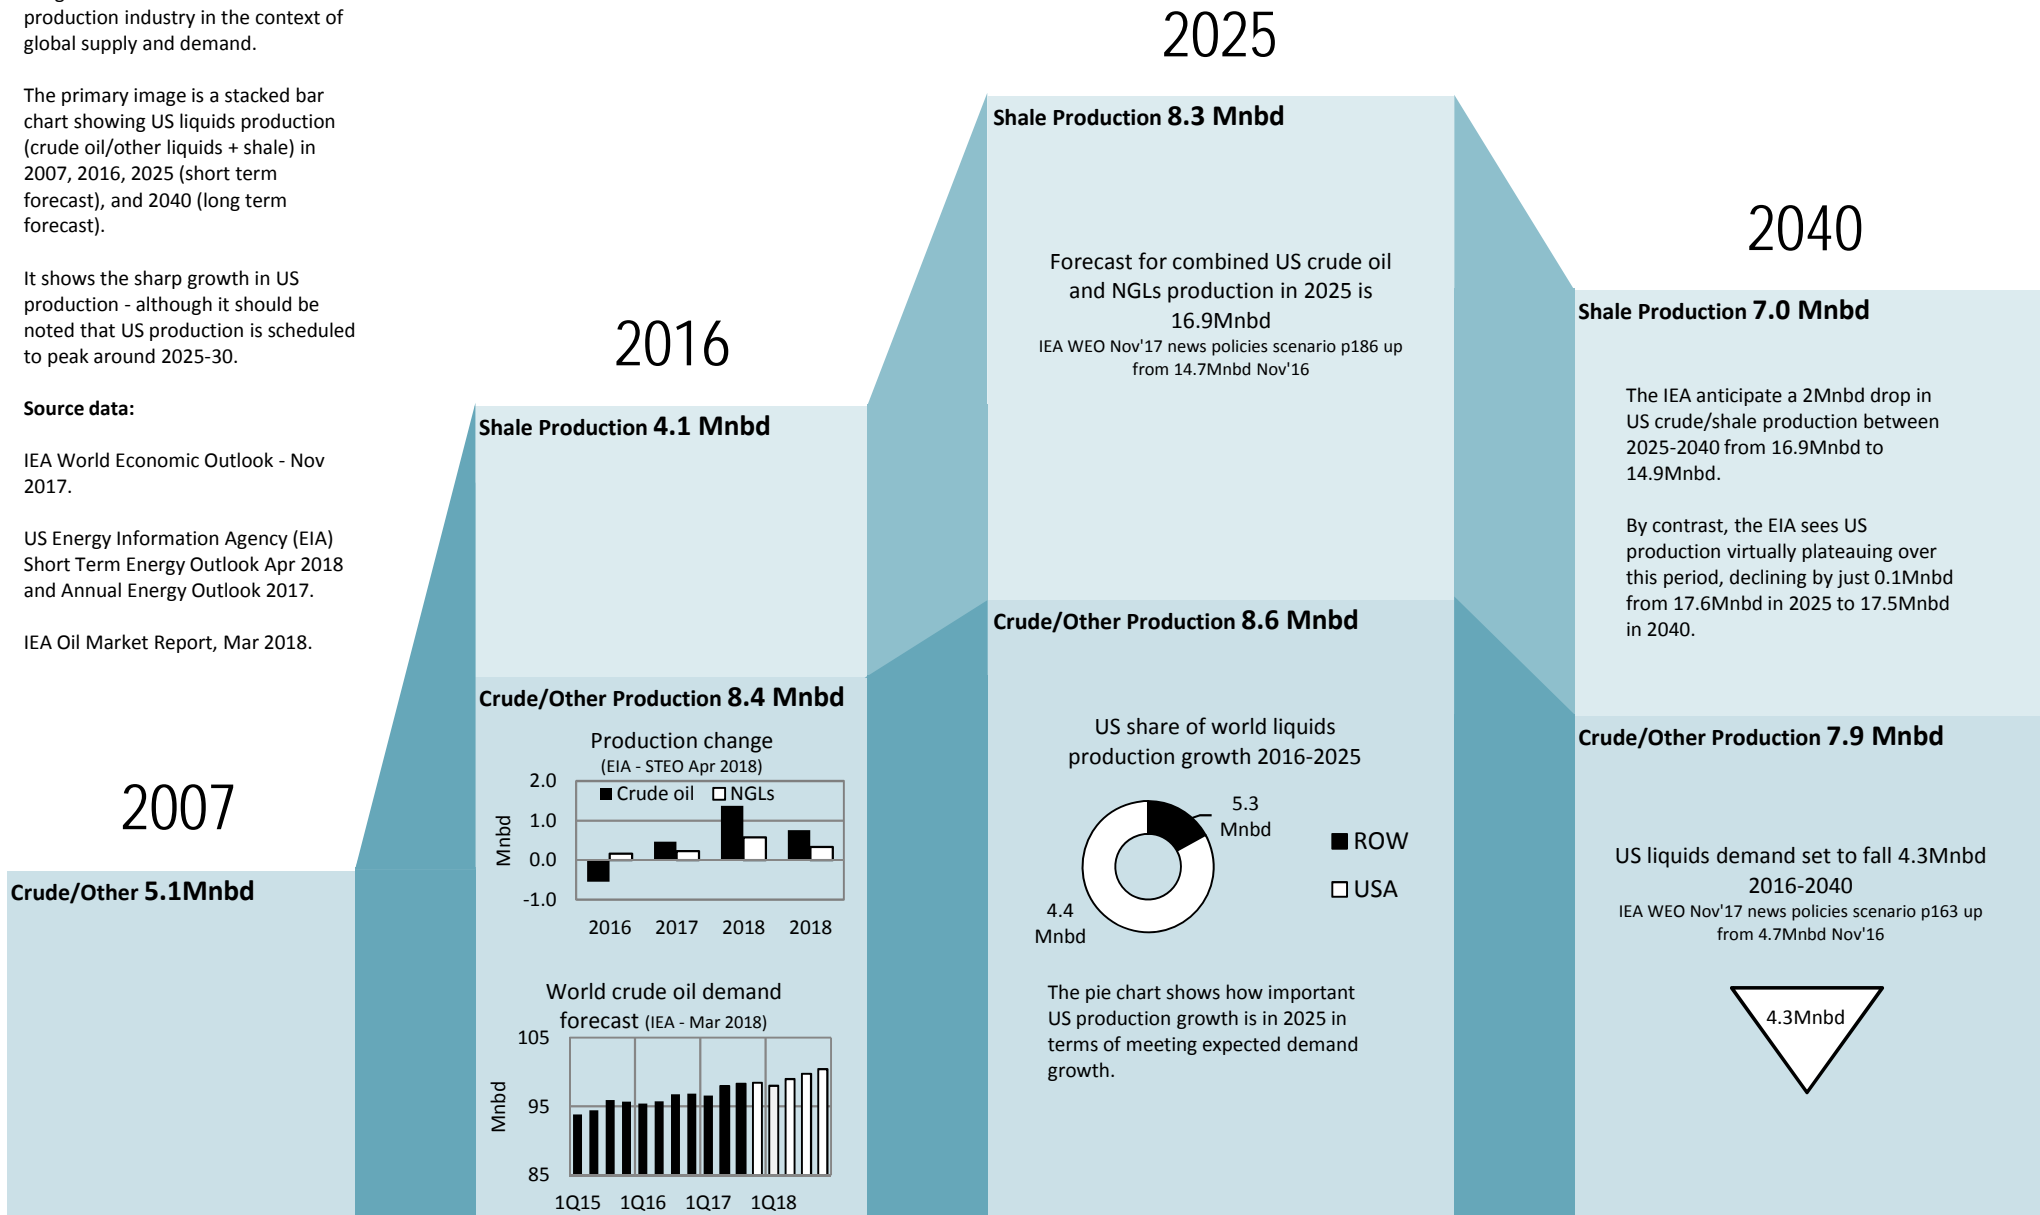 production industry in the context of
global supply and demand.
The primary image is a stacked bar
chart showing US liquids production
(crude oil/other liquids + shale) in
2007, 2016, 2025 (short term
forecast), and 2040 (long term
forecast).
It shows the sharp growth in US
production - although it should be
noted that US production is scheduled
to peak around 2025-30.
Source data:
IEA World Economic Outlook - Nov
2017.
US Energy Information Agency (EIA)
Short Term Energy Outlook Apr 2018
and Annual Energy Outlook 2017.
IEA Oil Market Report, Mar 2018.
2007
Crude/Other 5.1Mnbd
2016
Shale Production 4.1 Mnbd
Crude/Other Production 8.4 Mnbd
Production change
(EIA - STEO Apr 2018)
Crude oil NGLs
Mnbd
2.0
1.0
0.0
-1.0
2016 2017 2018 2018
World crude oil demand
forecast (IEA - Mar 2018)
Mnbd
105
95
85
1Q15 1Q16 1Q17 1Q18
2025
Shale Production 8.3 Mnbd
Forecast for combined US crude oil
and NGLs production in 2025 is
16.9Mnbd
IEA WEO Nov'17 news policies scenario p186 up
from 14.7Mnbd Nov'16
Crude/Other Production 8.6 Mnbd
US share of world liquids
production growth 2016-2025
5.3
Mnbd
4.4
Mnbd
ROW
USA
The pie chart shows how important
US production growth is in 2025 in
terms of meeting expected demand
growth.
2040
Shale Production 7.0 Mnbd
The IEA anticipate a 2Mnbd drop in
US crude/shale production between
2025-2040 from 16.9Mnbd to
14.9Mnbd.
By contrast, the EIA sees US
production virtually plateauing over
this period, declining by just 0.1Mnbd
from 17.6Mnbd in 2025 to 17.5Mnbd
in 2040.
Crude/Other Production 7.9 Mnbd
US liquids demand set to fall 4.3Mnbd
2016-2040
IEA WEO Nov'17 news policies scenario p163 up
from 4.7Mnbd Nov'16
4.3Mnbd